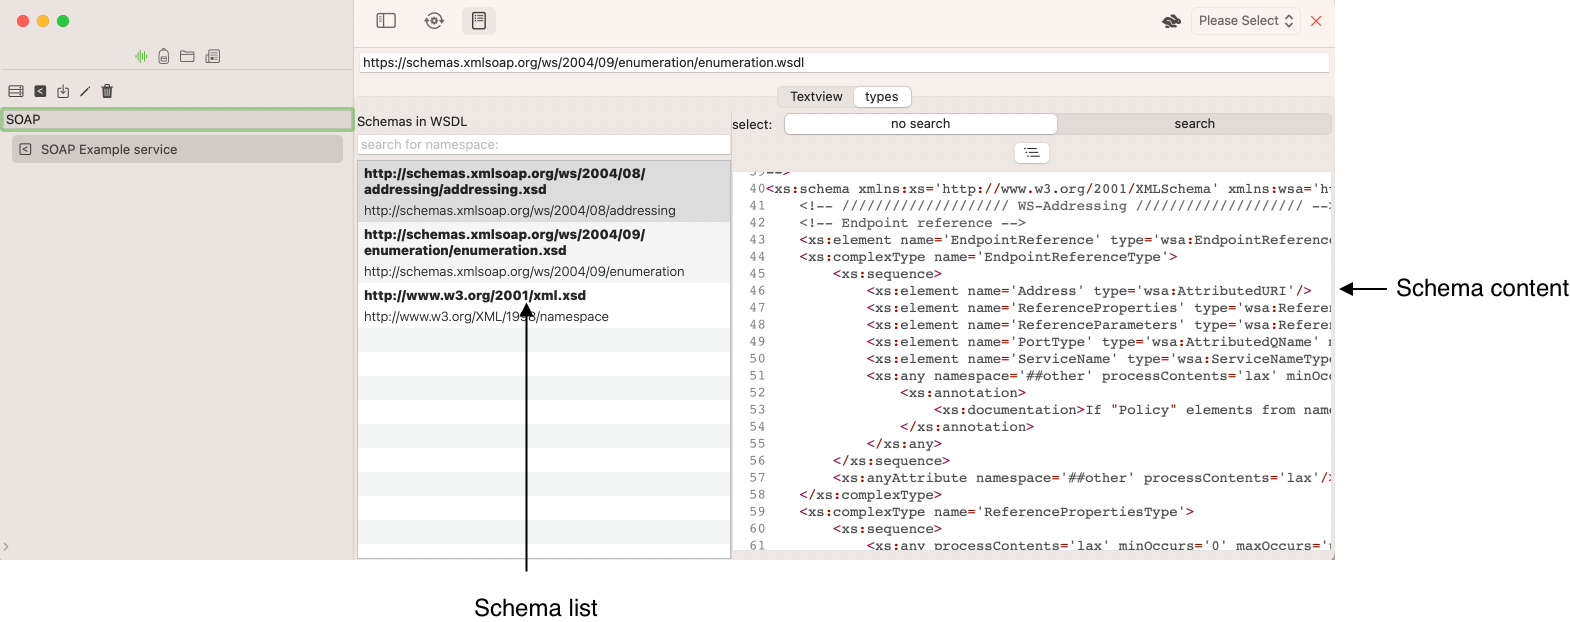 Please Select
https://schemas.xmlsoap.org/ws/2004/09/enumeration/enumeration.wsdl
Textview types
SOAP
SOAP Example service
Schemas in WSDL
search for namespace:
http://schemas.xmlsoap.org/ws/2004/08/
addressing/addressing.xsd
http://schemas.xmlsoap.org/ws/2004/08/addressing
http://schemas.xmlsoap.org/ws/2004/09/
enumeration/enumeration.xsd
http://schemas.xmlsoap.org/ws/2004/09/enumeration
http://www.w3.org/2001/xml.xsd
http://www.w3.org/XML/1998/namespace
select: no search search
39-->
40<xs:schema xmlns:xs='http://www.w3.org/2001/XMLSchema' xmlns:wsa='h
41 <!-- //////////////////// WS-Addressing //////////////////// --
42 <!-- Endpoint reference -->
43 <xs:element name='EndpointReference' type='wsa:EndpointReference
44 <xs:complexType name='EndpointReferenceType'>
45 <xs:sequence>
46 <xs:element name='Address' type='wsa:AttributedURI'/>
47 <xs:element name='ReferenceProperties' type='wsa:Refere
48 <xs:element name='ReferenceParameters' type='wsa:Refere
49 <xs:element name='PortType' type='wsa:AttributedQName'
50 <xs:element name='ServiceName' type='wsa:ServiceNameType
51 <xs:any namespace='##other' processContents='lax' minOcc
52 <xs:annotation>
53 <xs:documentation>If "Policy" elements from name
54 </xs:annotation>
55 </xs:any>
56 </xs:sequence>
57 <xs:anyAttribute namespace='##other' processContents='lax'/
58 </xs:complexType>
59 <xs:complexType name='ReferencePropertiesType'>
60 <xs:sequence>
61 <xs:any processContents='lax' minOccurs='0' maxOccurs='
Schema content
Schema list